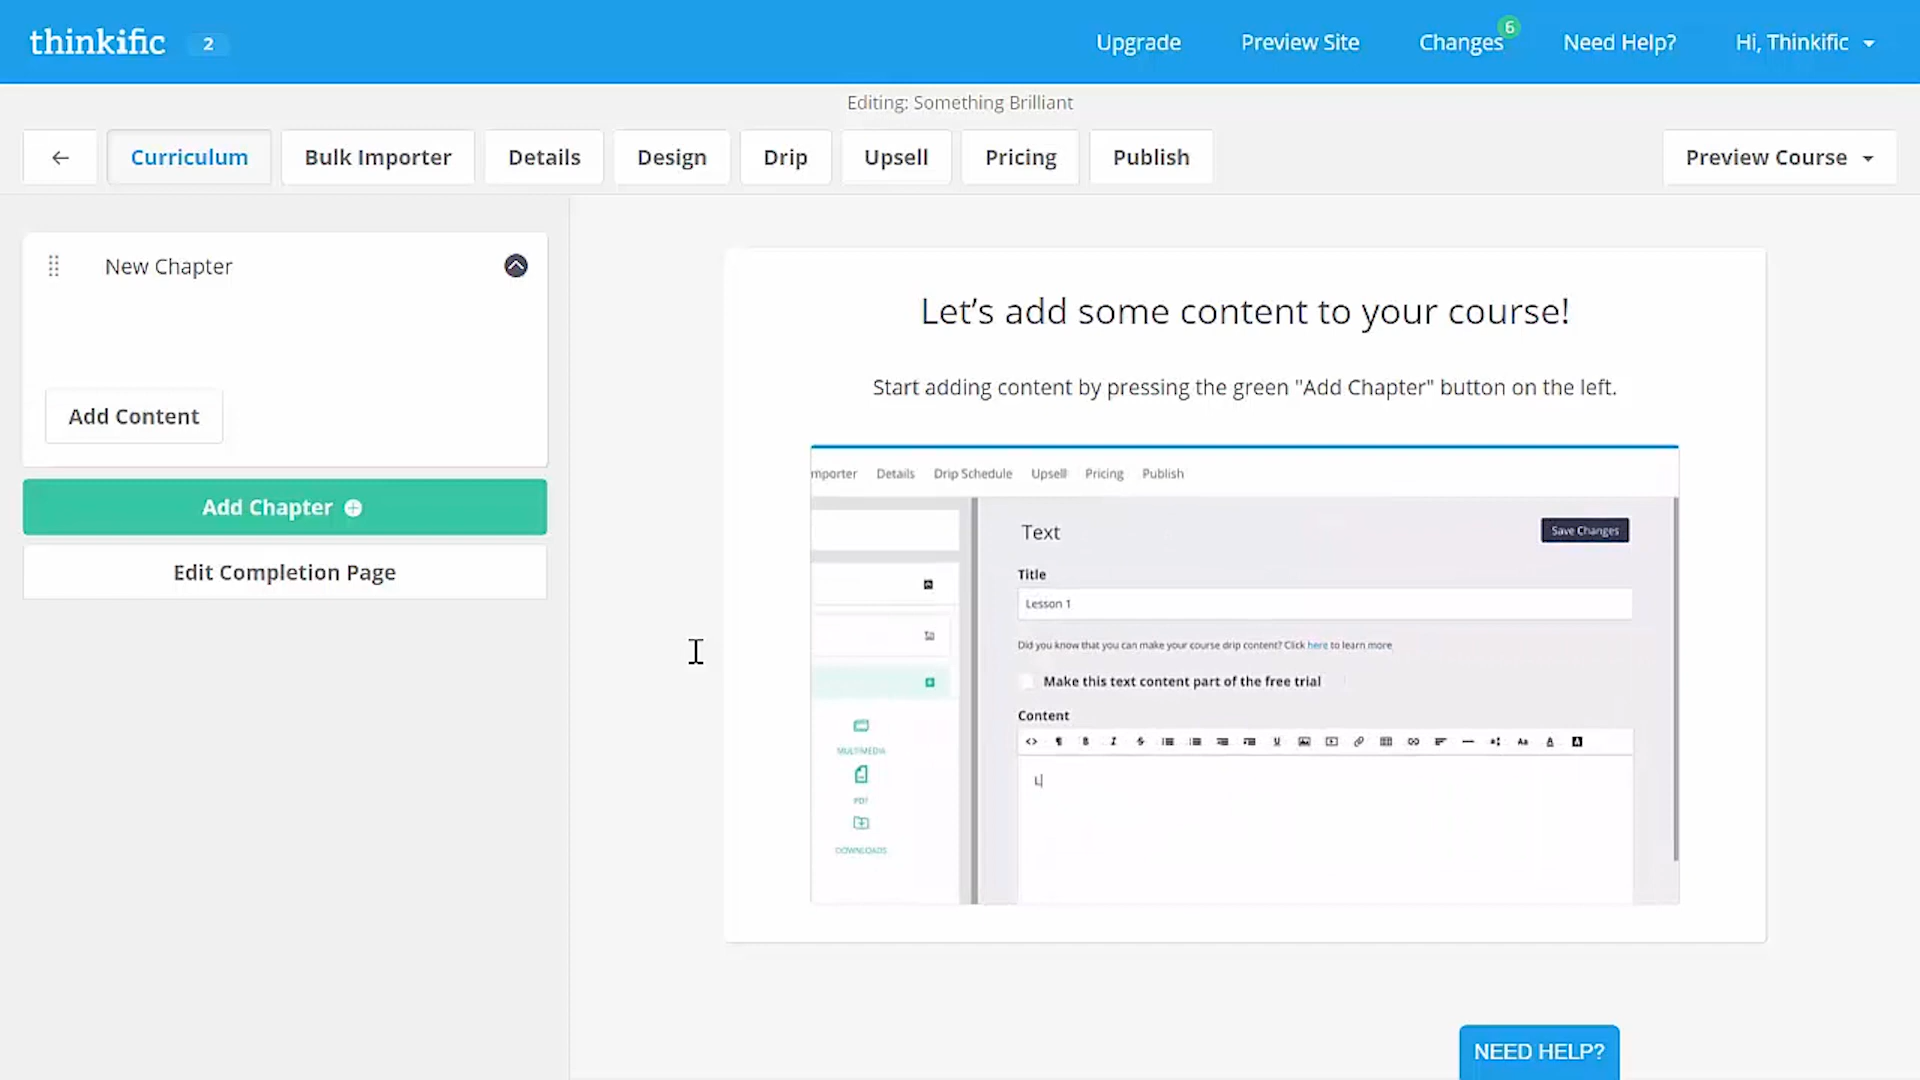 thinkific 2 Upgrade Preview Site Changes 6 Need Help? Hi, Thinkific
Editing: Something Brilliant
Curriculum Bulk Importer Details Design Drip Upsell Pricing Publish Preview Course
New Chapter
Add Content
Add Chapter
Edit Completion Page
Let's add some content to your course!
Start adding content by pressing the green "Add Chapter" button on the left.
mporter Details Drip Schedule Upsell Pricing Publish
Text Save Changes
Title
Lesson 1
Did you know that you can make your course drip content? Click here to learn more
Make this text content part of the free trial
Content
L
MULTIMEDIA
PDF
DOWNLOADS
NEED HELP?